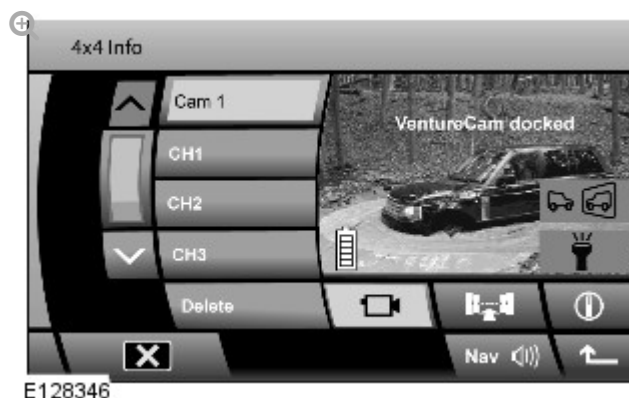 4x4 Info
Cam 1
VentureCam docked
CH1
CH2
CH3
Delete
Nav
E128346